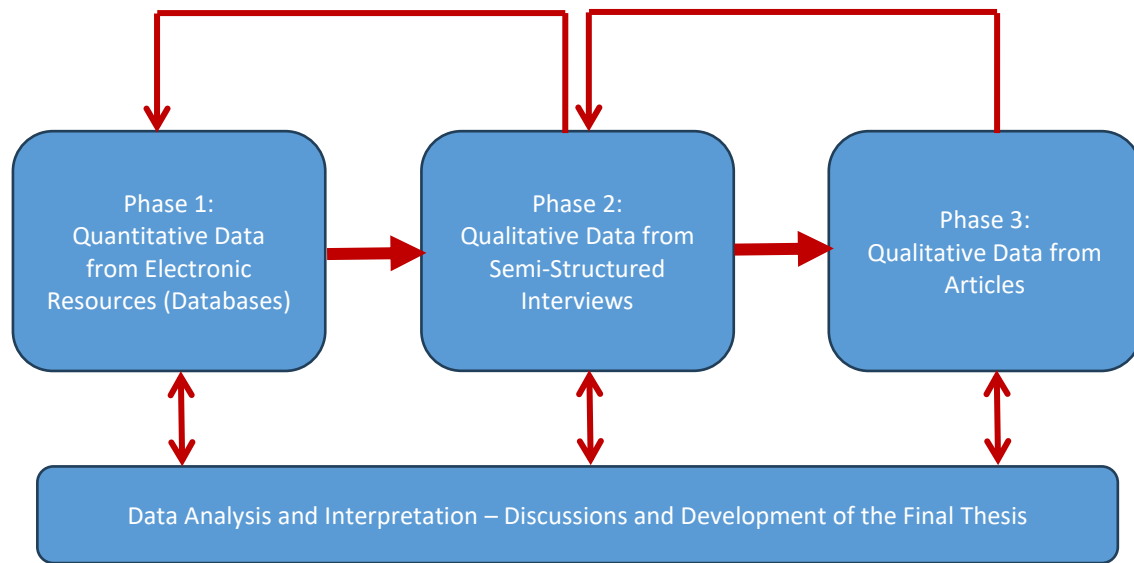 Phase 1:
Quantitative Data
from Electronic
Resources (Databases)
Phase 2:
Qualitative Data from
Semi-Structured
Interviews
Phase 3:
Qualitative Data from
Articles
Data Analysis and Interpretation – Discussions and Development of the Final Thesis